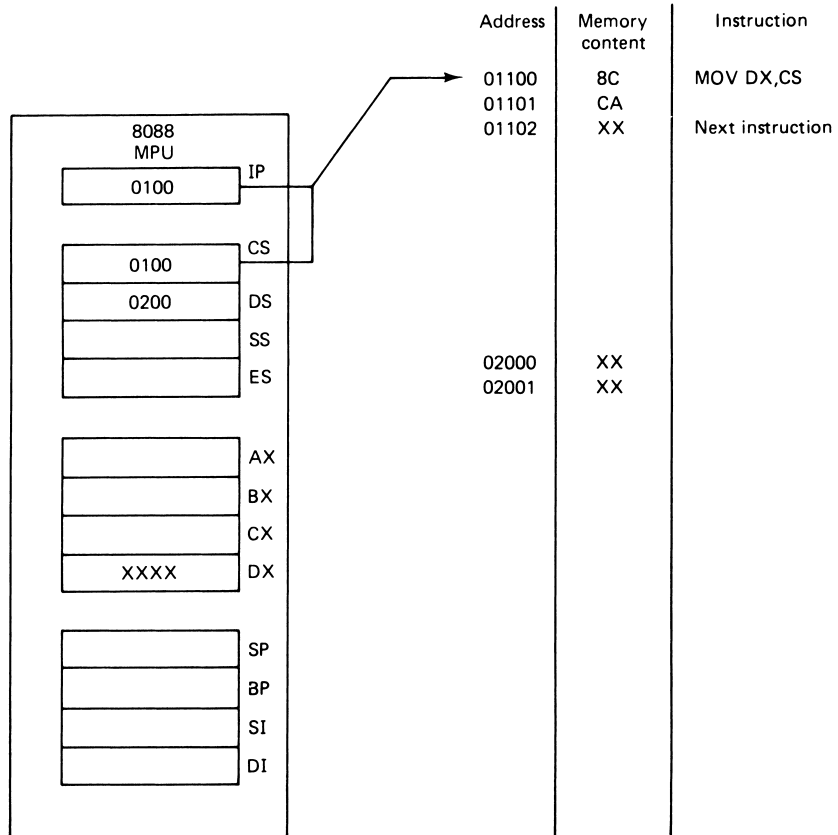 Address Memory content Instruction
01100 8C MOV DX,CS
01101 CA
01102 XX Next instruction
02000 XX
02001 XX
8088
MPU
0100 IP
0100 CS
0200 DS
SS
ES
AX
BX
CX
XXXX DX
SP
BP
SI
DI